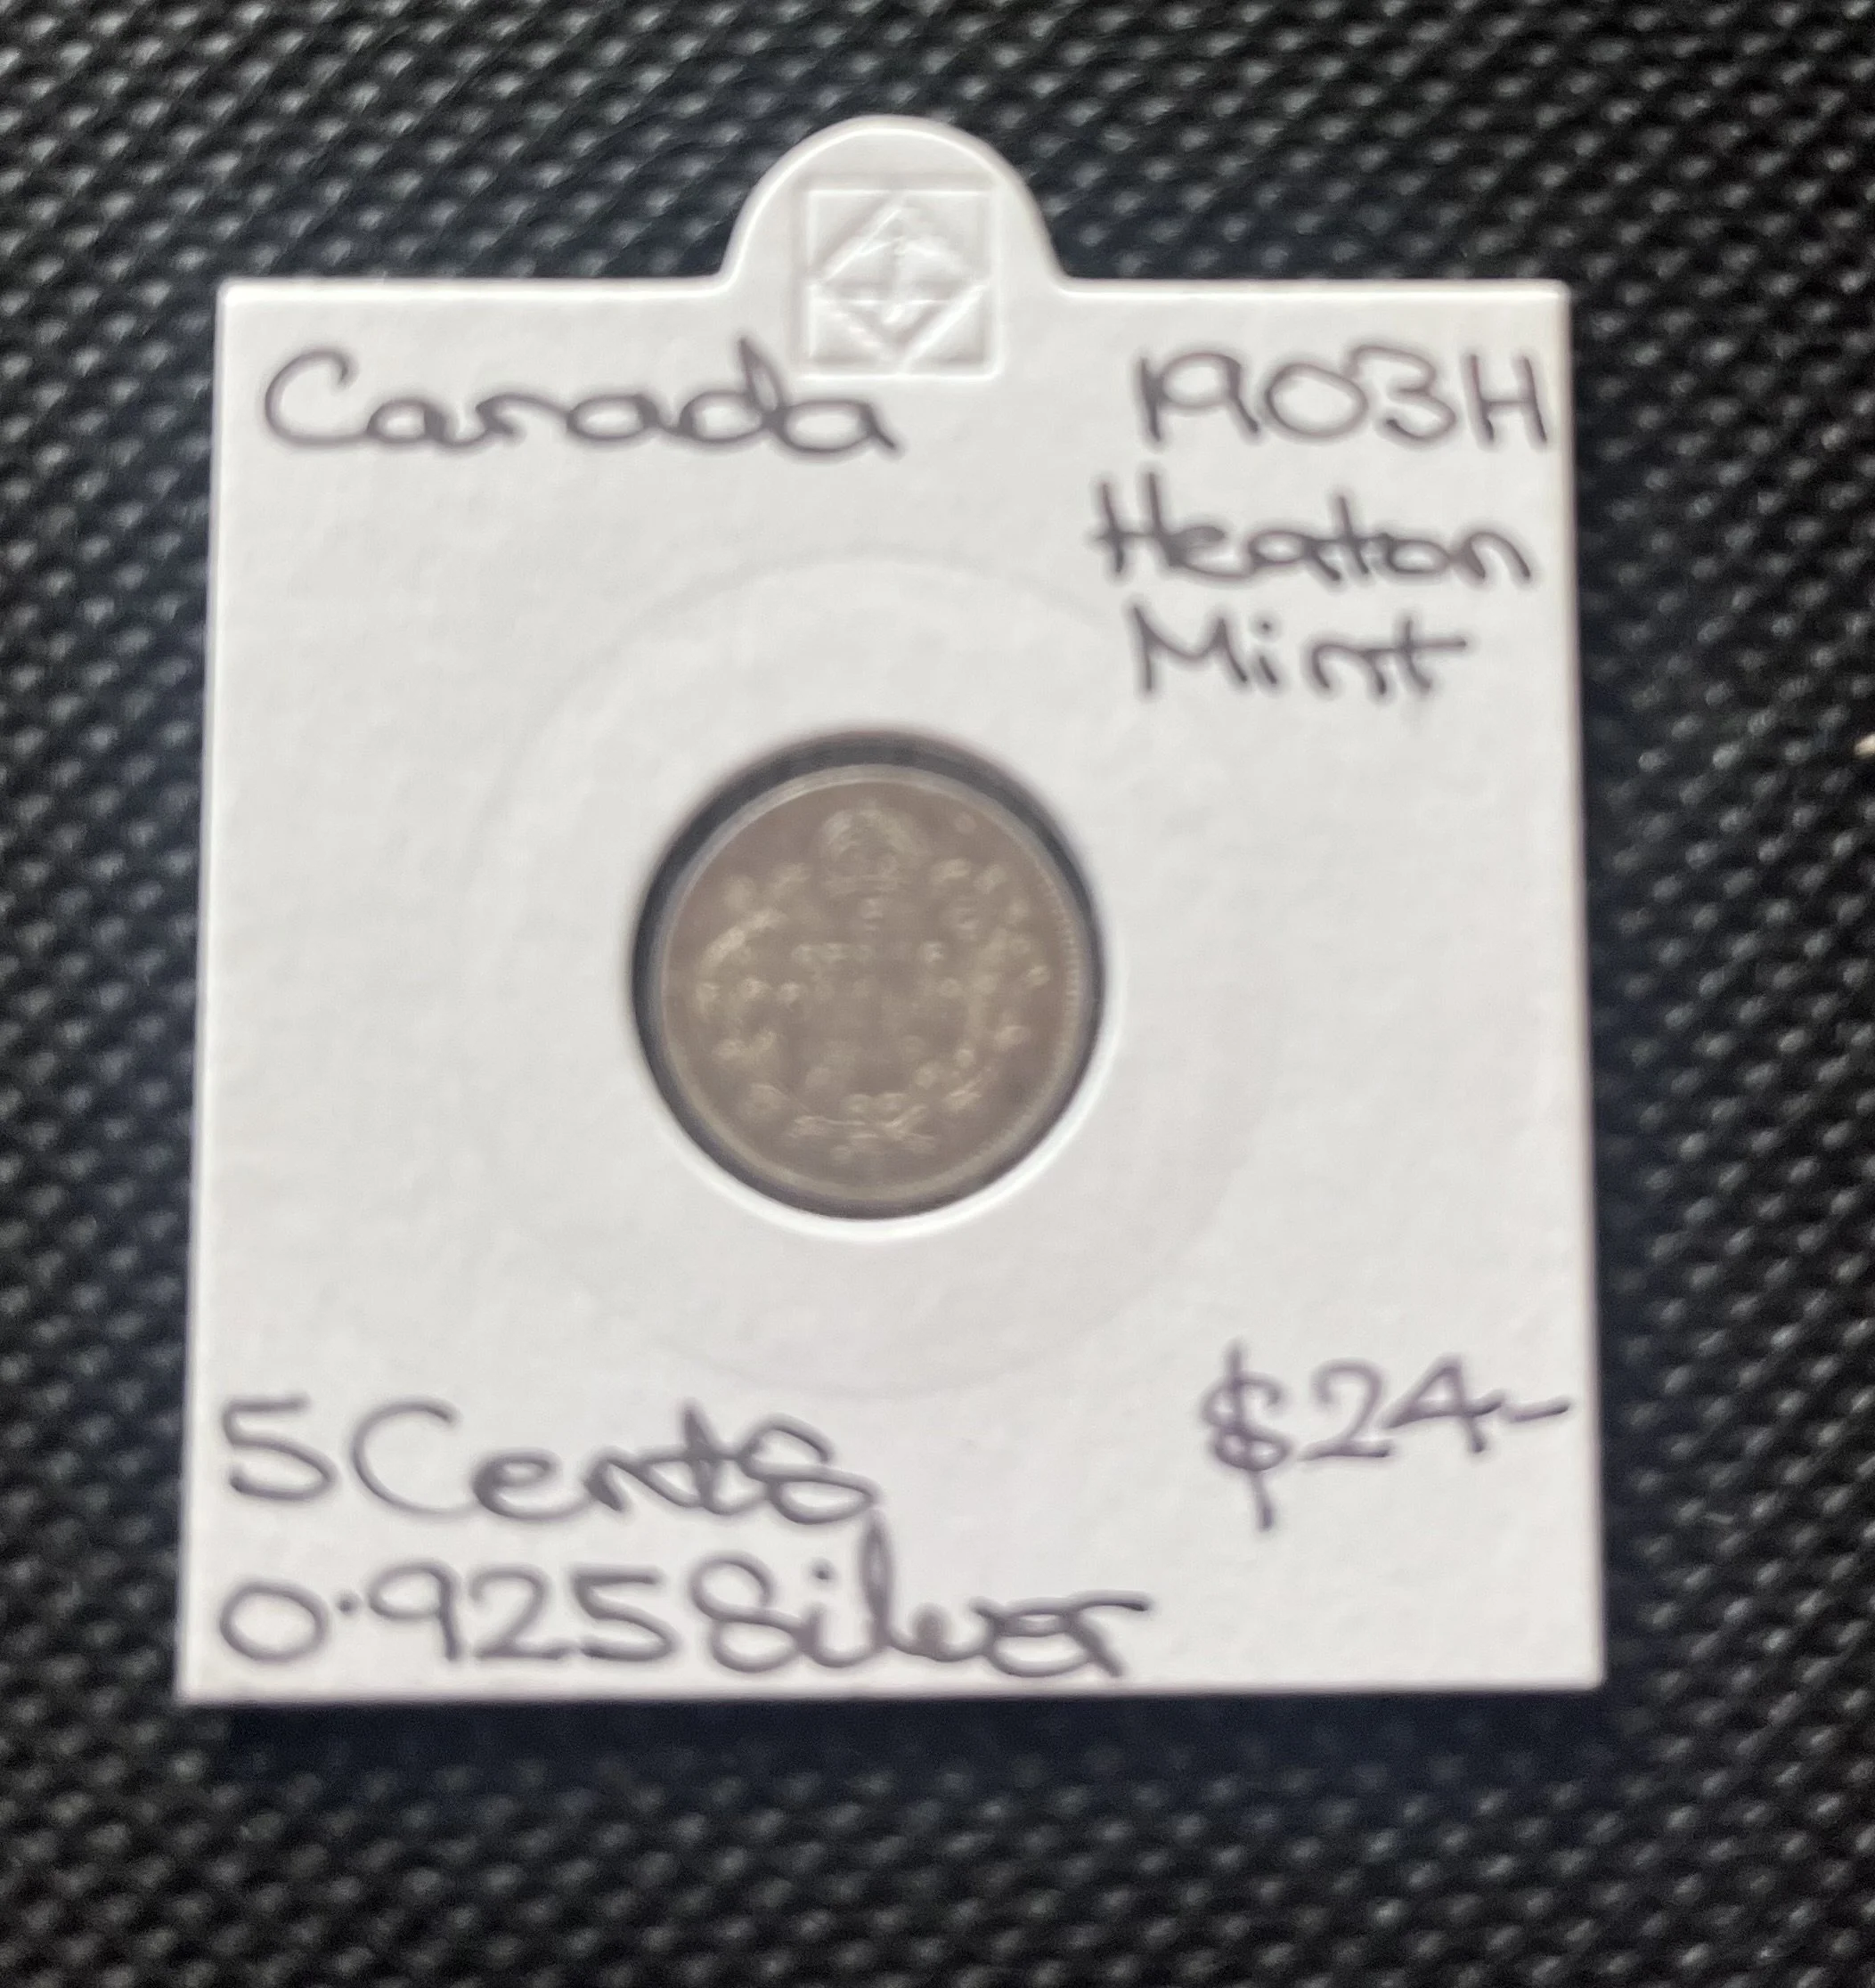 Canada
1903H
Heaton
Mint
5 Cents
0.925 Silver
$24-